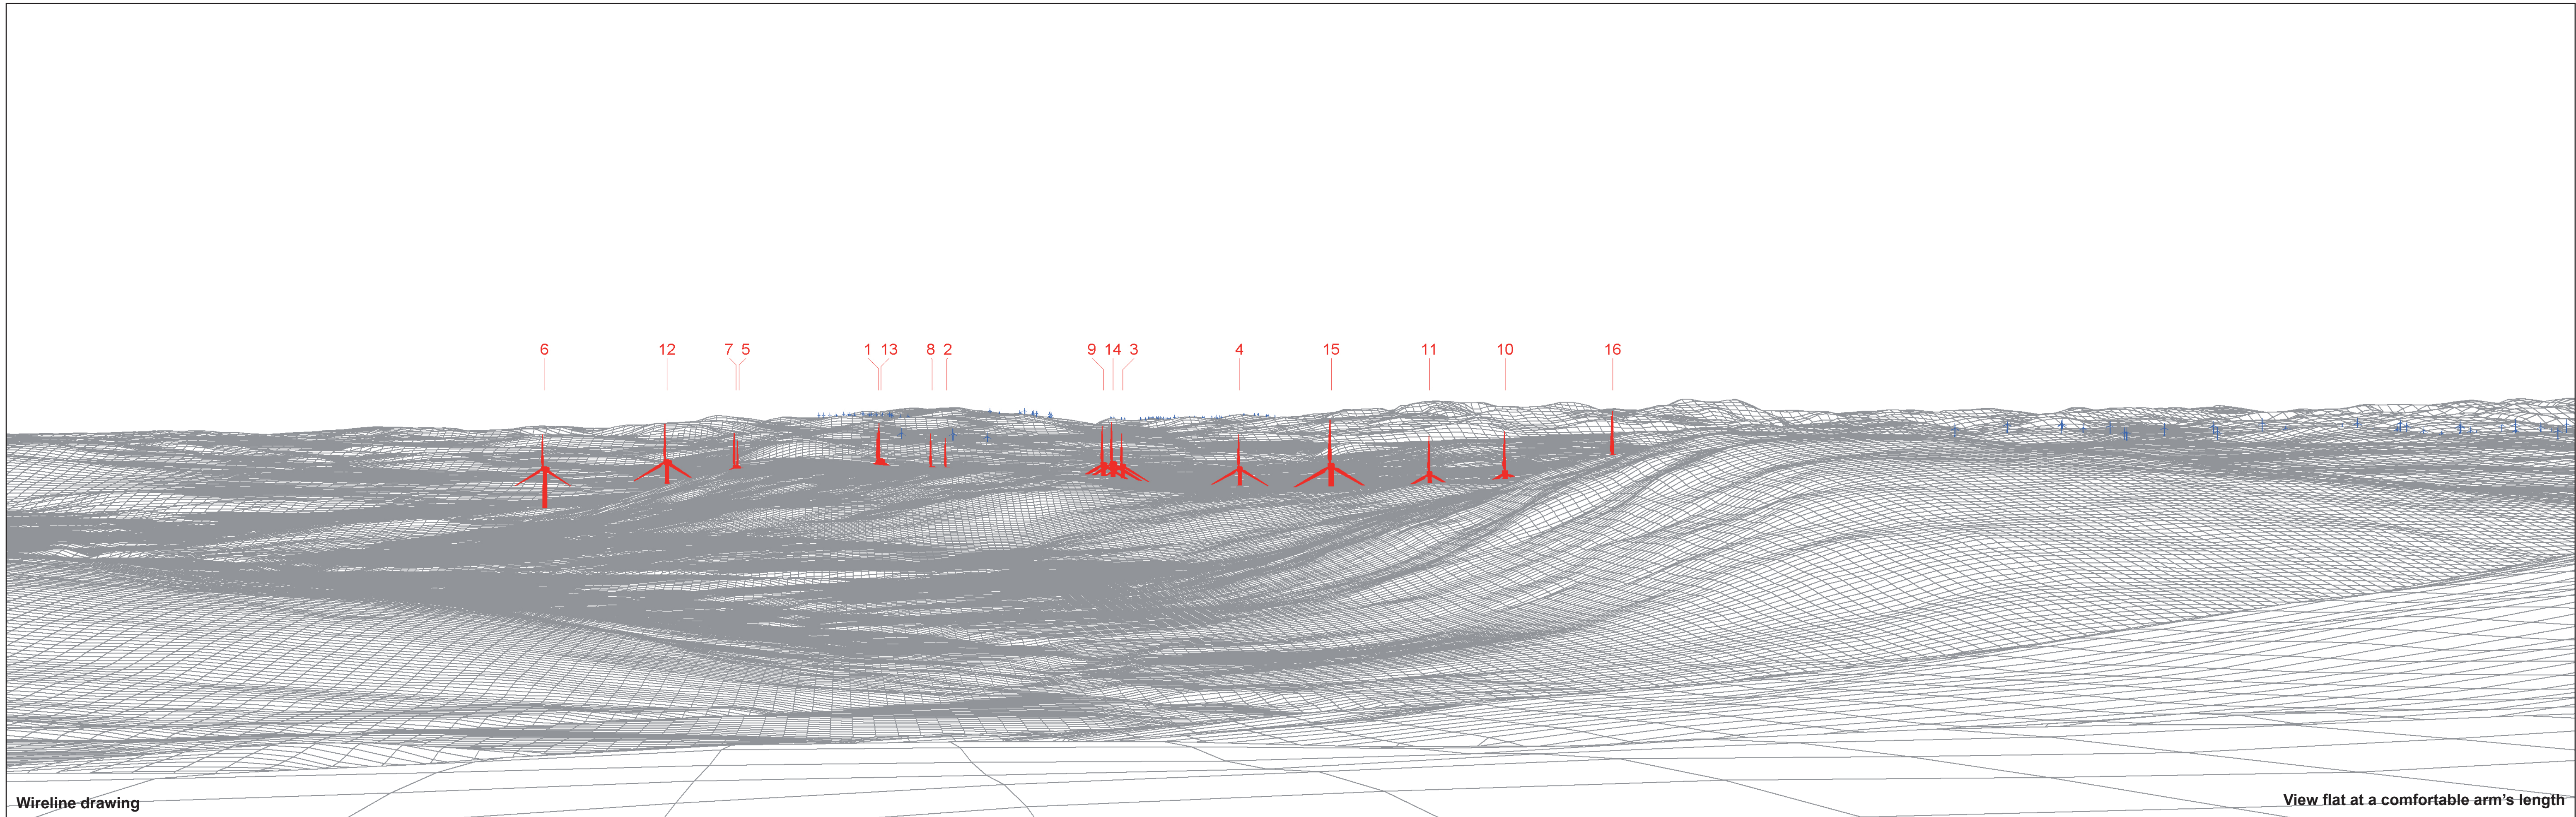 6 12 7 5 1 13 8 2 9 14 3 4 15 11 10 16
Wireline drawing
View flat at a comfortable arm's length